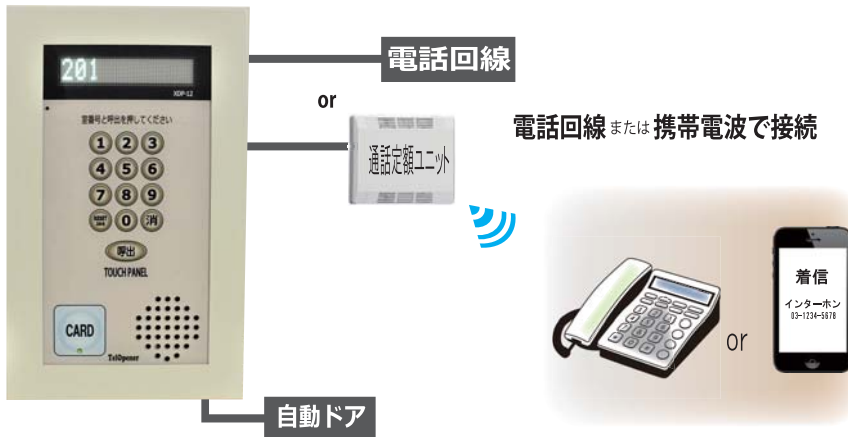 201
XDP-12
室番号と呼出を押してください
1 2 3
4 5 6
7 8 9
0 消
呼出
TOUCH PANEL
CARD
TelOpener
電話回線
or
通話定額ユニット
自動ドア
電話回線または携帯電波で接続
or
着信
インターホン
03-1234-5678